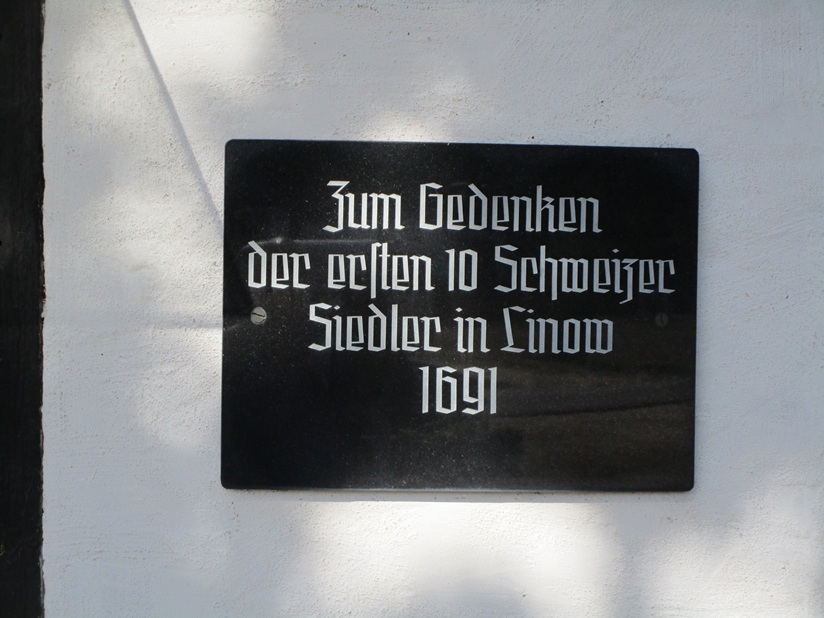 Zum Gedenken
der erſten 10 Schweizer
Siedler in Linow
1691